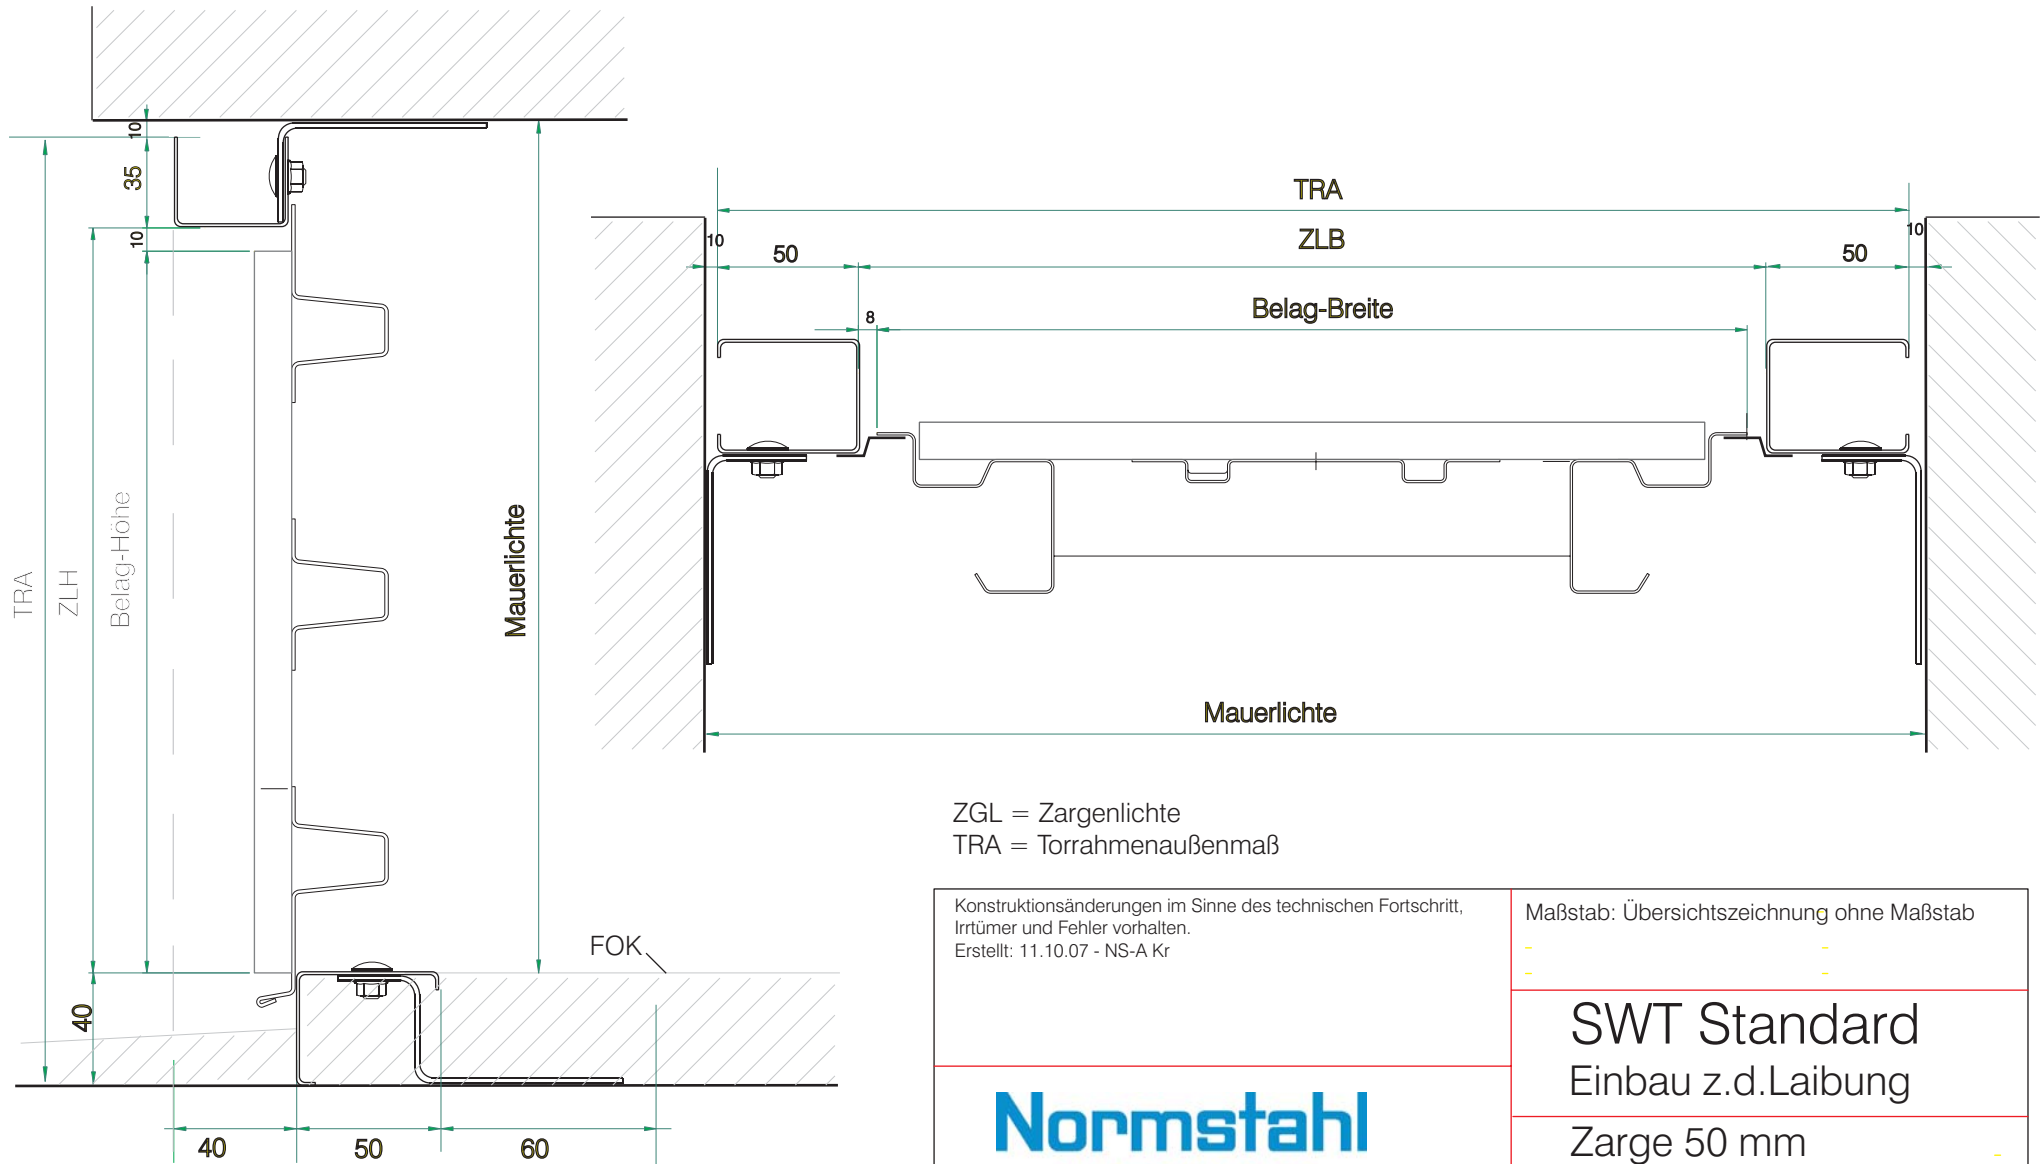 10
35
10
TRA
ZLH
Belag-Höhe
Mauerlichte
40
FOK
40
50
60
TRA
10
ZLB
10
50
50
8
Belag-Breite
Mauerlichte
ZGL = Zargenlichte
TRA = Torrahmenaußenmaß
Konstruktionsänderungen im Sinne des technischen Fortschritt,
Irrtümer und Fehler vorhalten.
Erstellt: 11.10.07 - NS-A Kr
Maßstab: Übersichtszeichnung ohne Maßstab
- -
- -
SWT Standard
Einbau z.d.Laibung
Normstahl
Zarge 50 mm
-